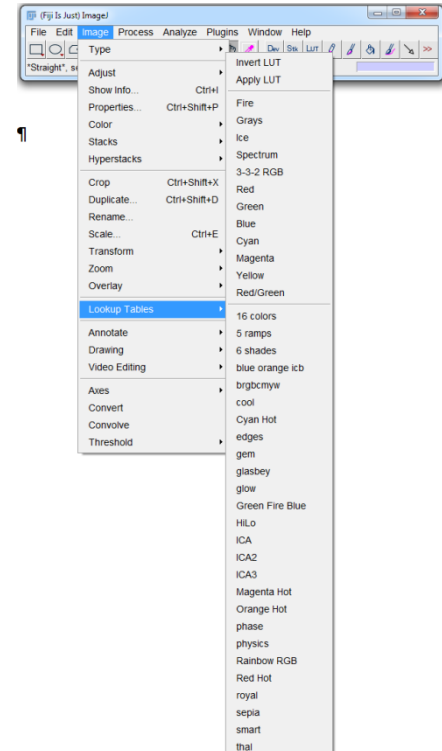 (Fiji Is Just) ImageJ
File Edit Image Process Analyze Plugins Window Help
Dev Stk LUT >>
*Straight*, se
¶
Type
Adjust
Show Info... Ctrl+I
Properties... Ctrl+Shift+P
Color
Stacks
Hyperstacks
Crop Ctrl+Shift+X
Duplicate... Ctrl+Shift+D
Rename...
Scale... Ctrl+E
Transform
Zoom
Overlay
Lookup Tables
Annotate
Drawing
Video Editing
Axes
Convert
Convolve
Threshold
Invert LUT
Apply LUT
Fire
Grays
Ice
Spectrum
3-3-2 RGB
Red
Green
Blue
Cyan
Magenta
Yellow
Red/Green
16 colors
5 ramps
6 shades
blue orange icb
brgbcmyw
cool
Cyan Hot
edges
gem
glasbey
glow
Green Fire Blue
HiLo
ICA
ICA2
ICA3
Magenta Hot
Orange Hot
phase
physics
Rainbow RGB
Red Hot
royal
sepia
smart
thal